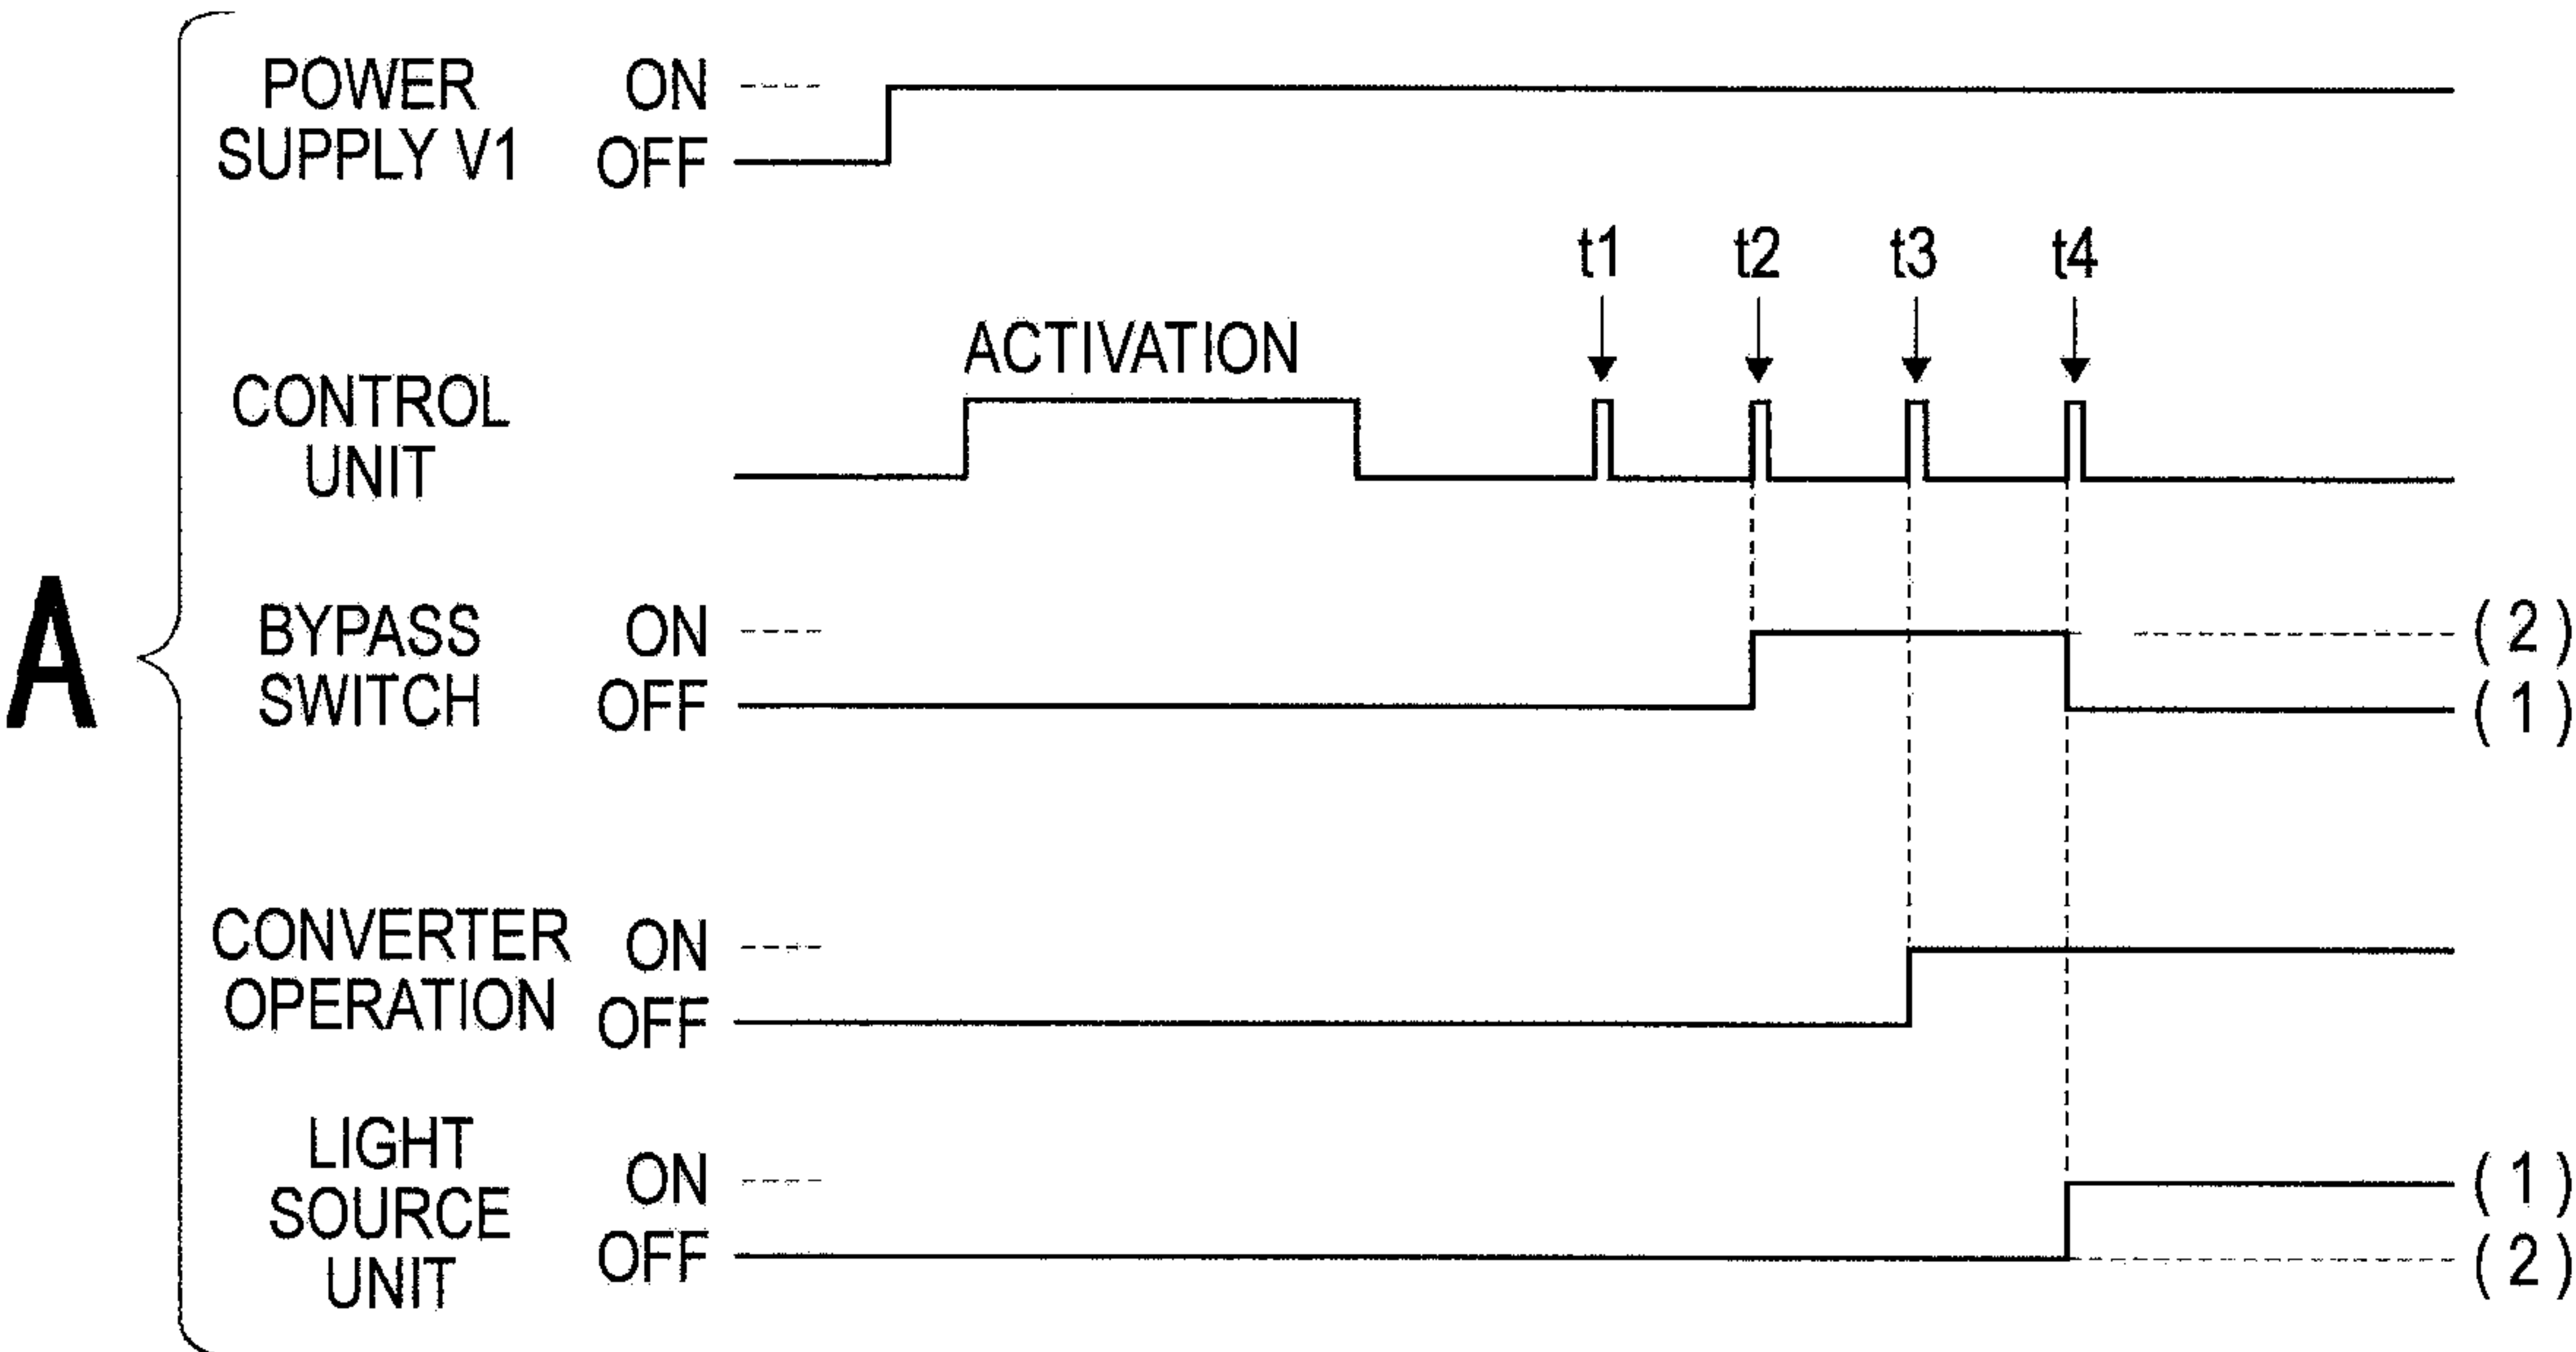 A
POWER
SUPPLY V1
ON
OFF
t1
t2
t3
t4
ACTIVATION
CONTROL
UNIT
BYPASS
SWITCH
ON
OFF
( 2 )
( 1 )
CONVERTER
OPERATION
ON
OFF
LIGHT
SOURCE
UNIT
ON
OFF
( 1 )
( 2 )